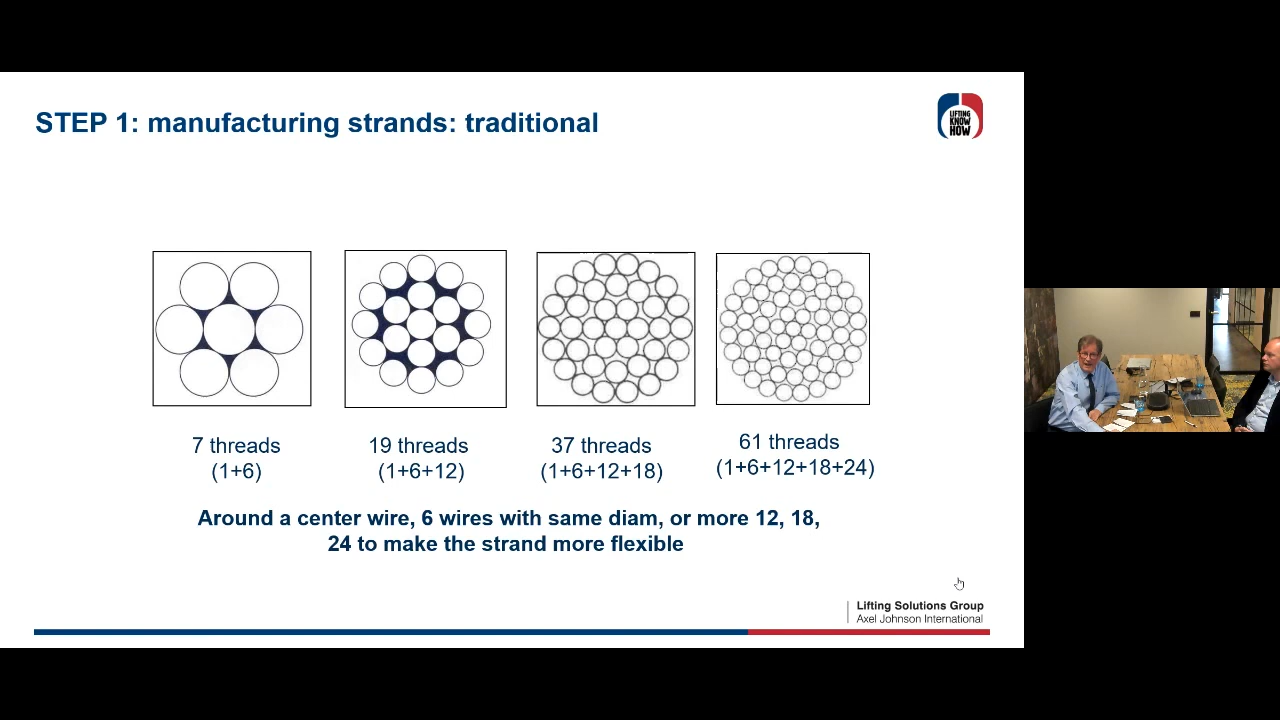 STEP 1: manufacturing strands: traditional
LIFTING
KNOW
HOW
7 threads
(1+6)
19 threads
(1+6+12)
37 threads
(1+6+12+18)
61 threads
(1+6+12+18+24)
Around a center wire, 6 wires with same diam, or more 12, 18,
24 to make the strand more flexible
Lifting Solutions Group
Axel Johnson International